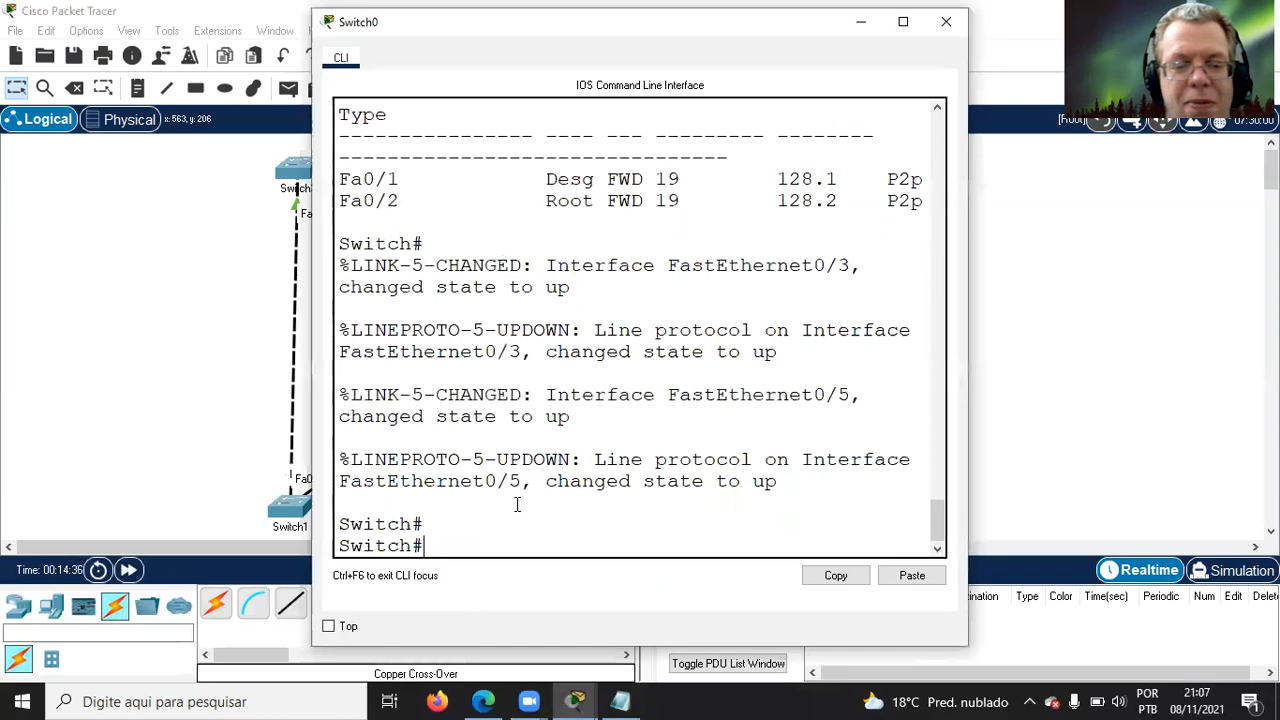 Cisco Packet Tracer
File Edit Options View Tools Extensions Window
Logical Physical x: 563, y: 206
07:30:00
Switch0
CLI
IOS Command Line Interface
Type
------------------- --- --- --------- --------
--------------------------------
Fa0/1 Desg FWD 19 128.1 P2p
Fa0/2 Root FWD 19 128.2 P2p
Switch#
%LINK-5-CHANGED: Interface FastEthernet0/3,
changed state to up
%LINEPROTO-5-UPDOWN: Line protocol on Interface
FastEthernet0/3, changed state to up
%LINK-5-CHANGED: Interface FastEthernet0/5,
changed state to up
%LINEPROTO-5-UPDOWN: Line protocol on Interface
FastEthernet0/5, changed state to up
Switch#
Switch#
Ctrl+F6 to exit CLI focus
Copy Paste
Top
Fa0
Switch1
Time: 00:14:36
Realtime Simulation
Type Color Time(sec) Periodic Num Edit Delete
Toggle PDU List Window
Copper Cross-Over
Digite aqui para pesquisar
18°C Pred. nublado
POR
PTB
21:07
08/11/2021